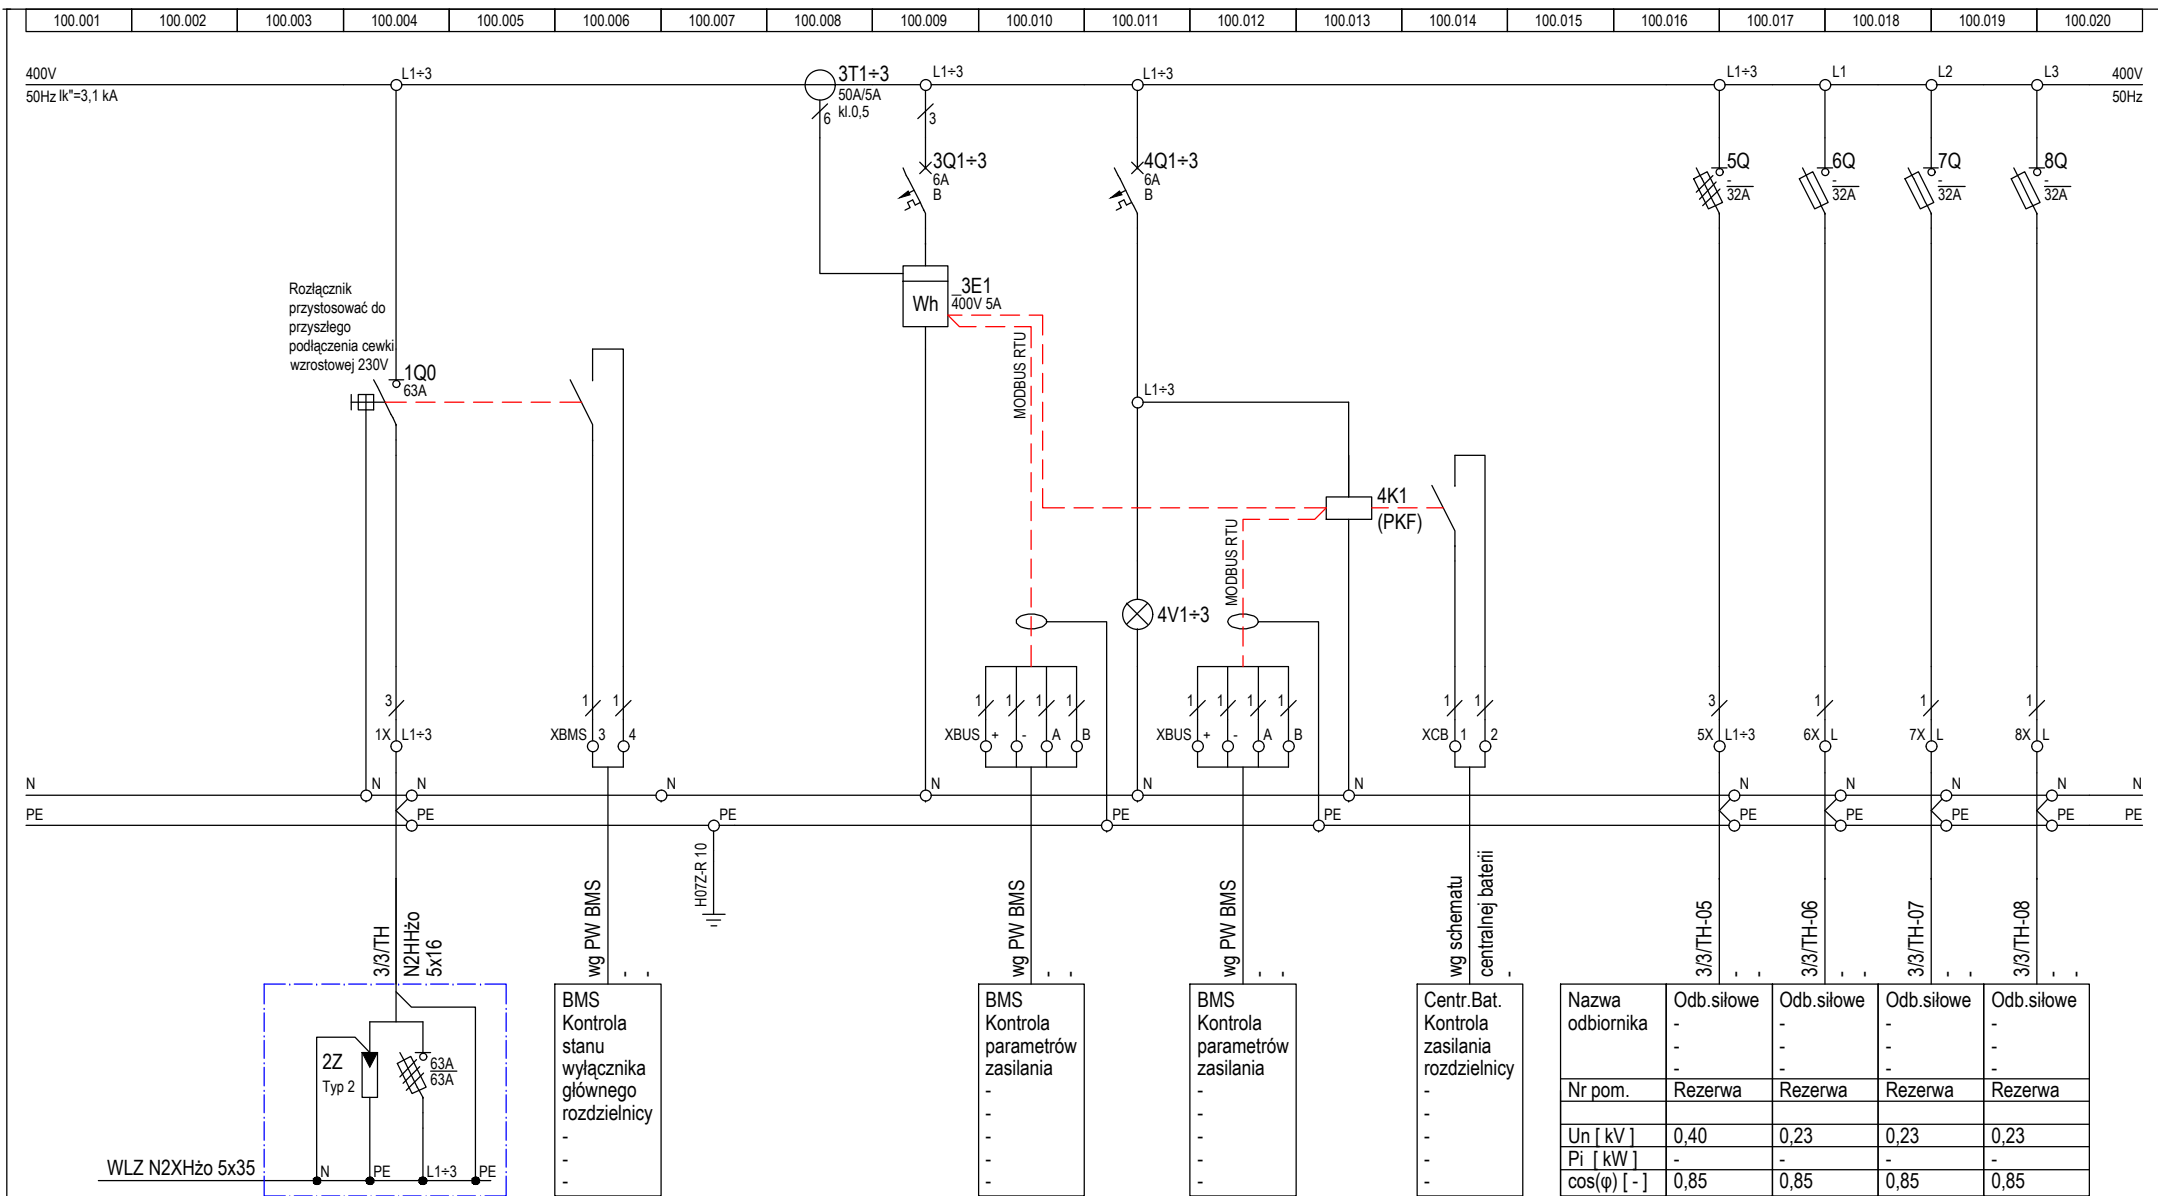 100.001 100.002 100.003 100.004 100.005 100.006 100.007 100.008 100.009 100.010 100.011 100.012 100.013 100.014 100.015 100.016 100.017 100.018 100.019 100.020
400V L1÷3 3T1÷3 L1÷3 L1÷3 L1÷3 L1 L2 L3 400V
50Hz Ik"=3,1 kA 50A/5A 50Hz
kl.0,5
6 3
3Q1÷3 4Q1÷3 5Q 6Q 7Q 8Q
6A 6A - - - -
B B 32A 32A 32A 32A
Rozłącznik
przystosować do
przyszłego
podłączenia cewki
wzrostowej 230V
_3E1
Wh 400V 5A
MODBUS RTU
1Q0
63A
L1÷3
4K1
(PKF)
MODBUS RTU
4V1÷3
3 1 1 1 1 1 1 1 1 1 1 1 1 3 1 1 1
1X L1÷3 XBMS 3 4 XBUS + - A B XBUS + - A B XCB 1 2 5X L1÷3 6X L 7X L 8X L
N N N N N N N N N N N N
PE PE PE PE PE PE PE PE PE PE
H07Z-R 10
3/3/TH
N2HHżo
5x16
wg PW BMS - -
wg PW BMS - -
wg PW BMS - -
wg schematu
centralnej baterii -
3/3/TH-05 - -
3/3/TH-06 - -
3/3/TH-07 - -
3/3/TH-08 - -
2Z
Typ 2
63A
63A
WLZ N2XHżo 5x35 N PE L1÷3 PE
BMS
Kontrola
stanu
wyłącznika
głównego
rozdzielnicy
-
-
-
BMS
Kontrola
parametrów
zasilania
-
-
-
-
-
BMS
Kontrola
parametrów
zasilania
-
-
-
-
-
Centr.Bat.
Kontrola
zasilania
rozdzielnicy
-
-
-
-
-
Nazwa Odb.siłowe Odb.siłowe Odb.siłowe Odb.siłowe
odbiornika - - - -
- - - -
- - - -
Nr pom. Rezerwa Rezerwa Rezerwa Rezerwa
Un [ kV ] 0,40 0,23 0,23 0,23
Pi [ kW ] - - - -
cos(φ) [ - ] 0,85 0,85 0,85 0,85